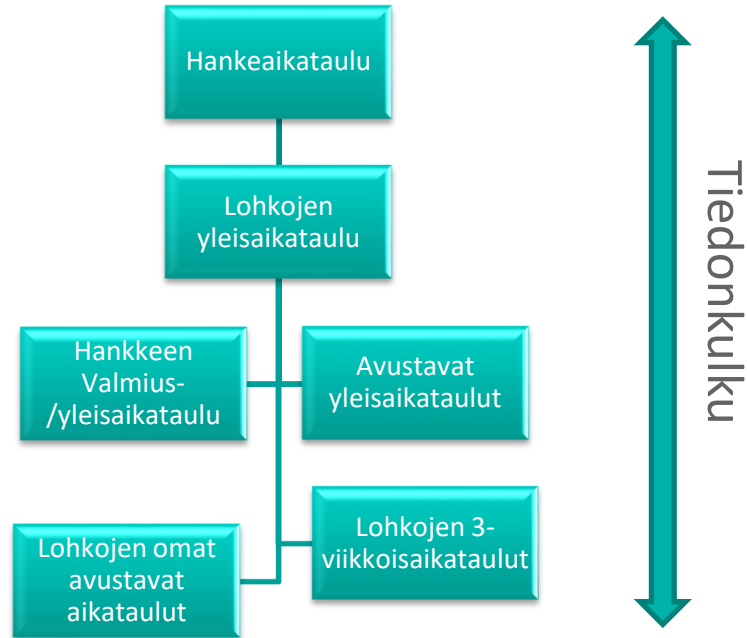 Hankeaikataulu
Lohkojen
yleisaikataulu
Hankkeen
Valmius-
/yleisaikataulu
Avustavat
yleisaikataulut
Lohkojen omat
avustavat
aikataulut
Lohkojen 3-
viikkoisaikataulut
Tiedonkulku